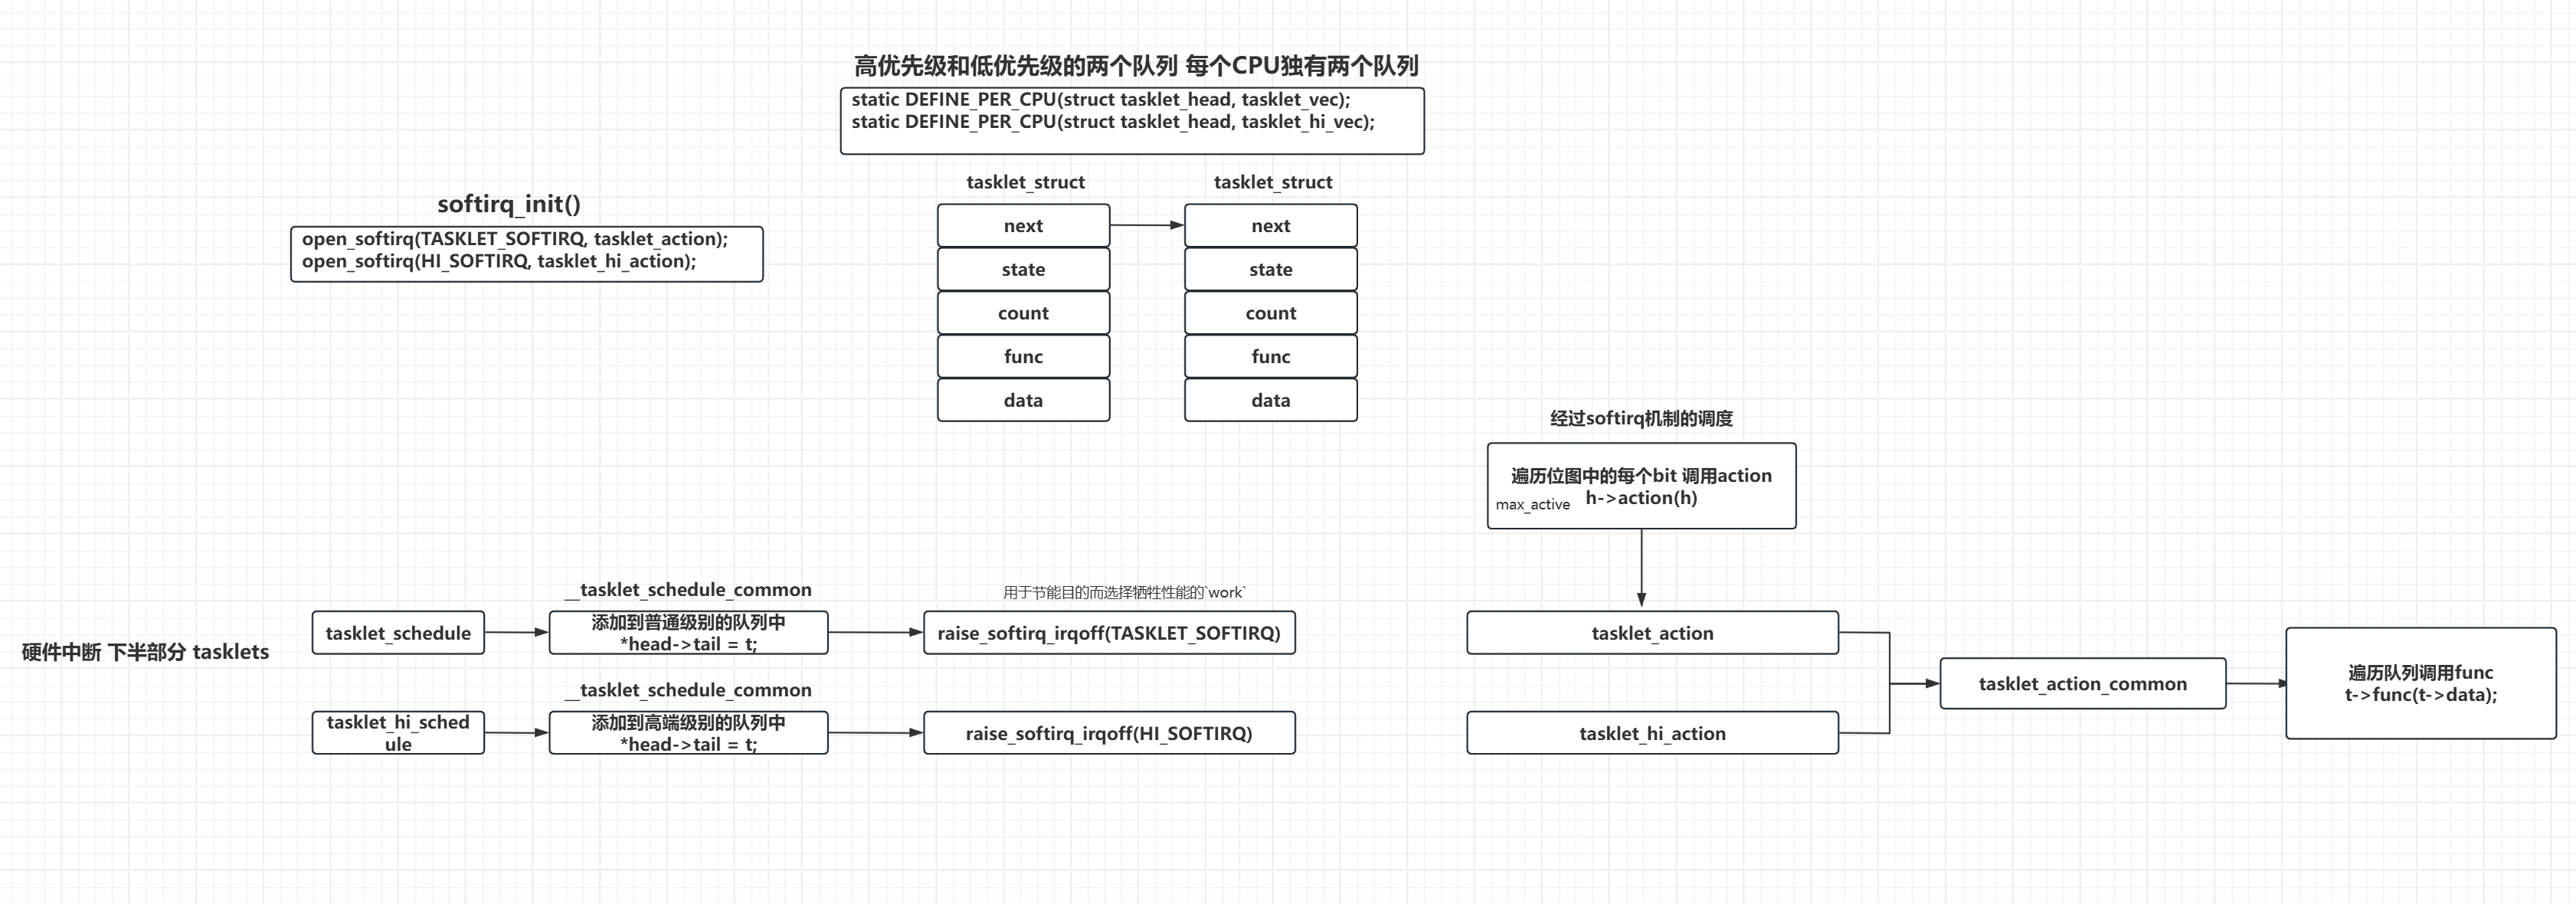 高优先级和低优先级的两个队列 每个CPU独有两个队列
static DEFINE_PER_CPU(struct tasklet_head, tasklet_vec);
static DEFINE_PER_CPU(struct tasklet_head, tasklet_hi_vec);
softirq_init()
open_softirq(TASKLET_SOFTIRQ, tasklet_action);
open_softirq(HI_SOFTIRQ, tasklet_hi_action);
tasklet_struct
next
state
count
func
data
tasklet_struct
next
state
count
func
data
经过softirq机制的调度
遍历位图中的每个bit 调用action
h->action(h)
max_active
硬件中断 下半部分 tasklets
tasklet_schedule
__tasklet_schedule_common
添加到普通级别的队列中
*head->tail = t;
用于节能目的而选择牺牲性能的`work`
raise_softirq_irqoff(TASKLET_SOFTIRQ)
tasklet_hi_sched
ule
__tasklet_schedule_common
添加到高端级别的队列中
*head->tail = t;
raise_softirq_irqoff(HI_SOFTIRQ)
tasklet_action
tasklet_hi_action
tasklet_action_common
遍历队列调用func
t->func(t->data);